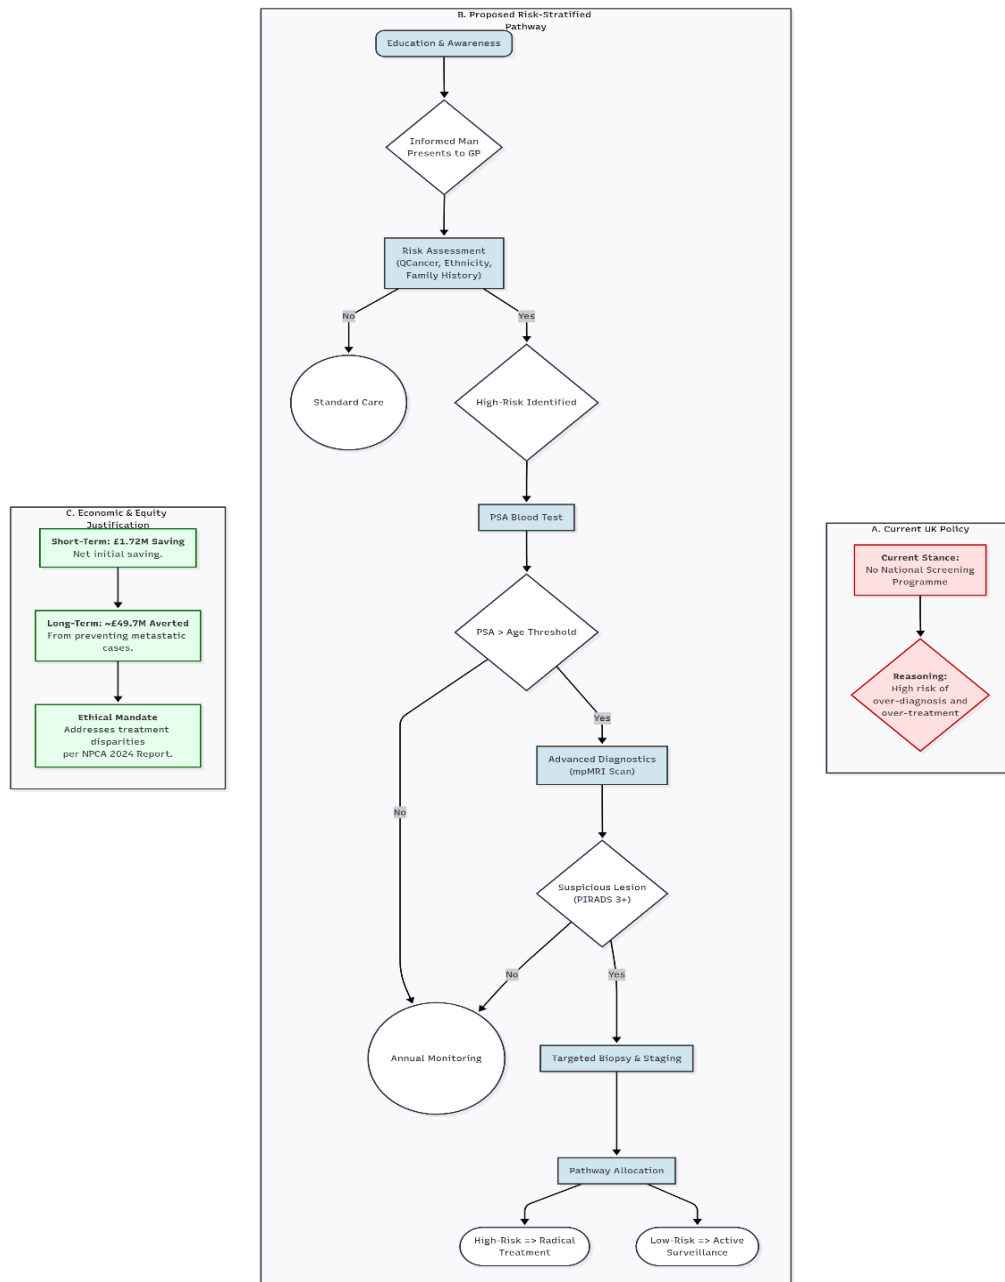 B. Proposed Risk-Stratified
Pathway
Education & Awareness
Informed Man
Presents to GP
Risk Assessment
(QCancer, Ethnicity,
Family History)
No
Yes
Standard Care
High-Risk Identified
PSA Blood Test
PSA > Age Threshold
Yes
Advanced Diagnostics
(mpMRI Scan)
No
Suspicious Lesion
(PIRADS 3+)
No
Yes
Annual Monitoring
Targeted Biopsy & Staging
Pathway Allocation
High-Risk => Radical
Treatment
Low-Risk => Active
Surveillance
C. Economic & Equity
Justification
Short-Term: £1.72M Saving
Net initial saving.
Long-Term: ~£49.7M Averted
From preventing metastatic
cases.
Ethical Mandate
Addresses treatment
disparities
per NPCA 2024 Report.
A. Current UK Policy
Current Stance:
No National Screening
Programme
Reasoning:
High risk of
over-diagnosis and
over-treatment